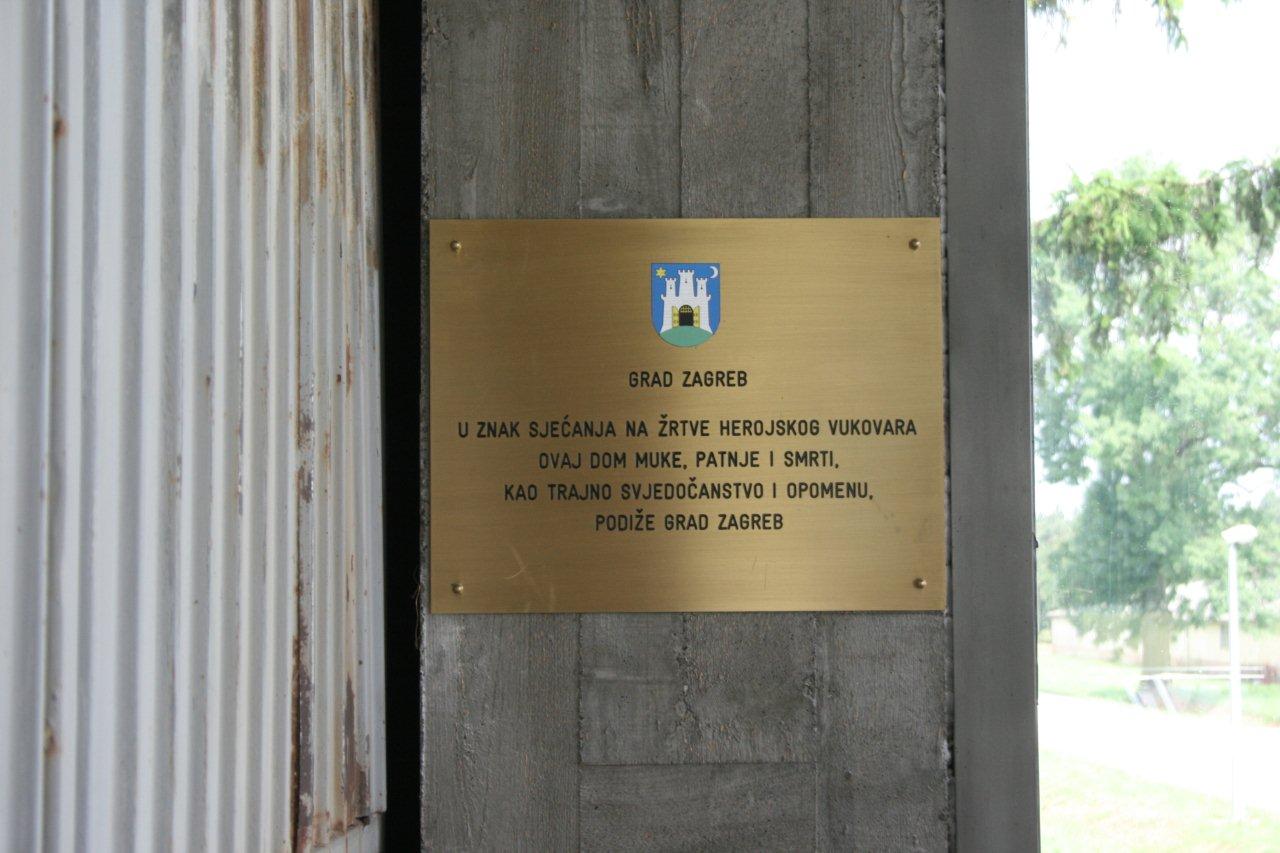 GRAD ZAGREB
U ZNAK SJEĆANJA NA ŽRTVE HEROJSKOG VUKOVARA
OVAJ DOM MUKE, PATNJE I SMRTI,
KAO TRAJNO SVJEDOČANSTVO I OPOMENU,
PODIŽE GRAD ZAGREB